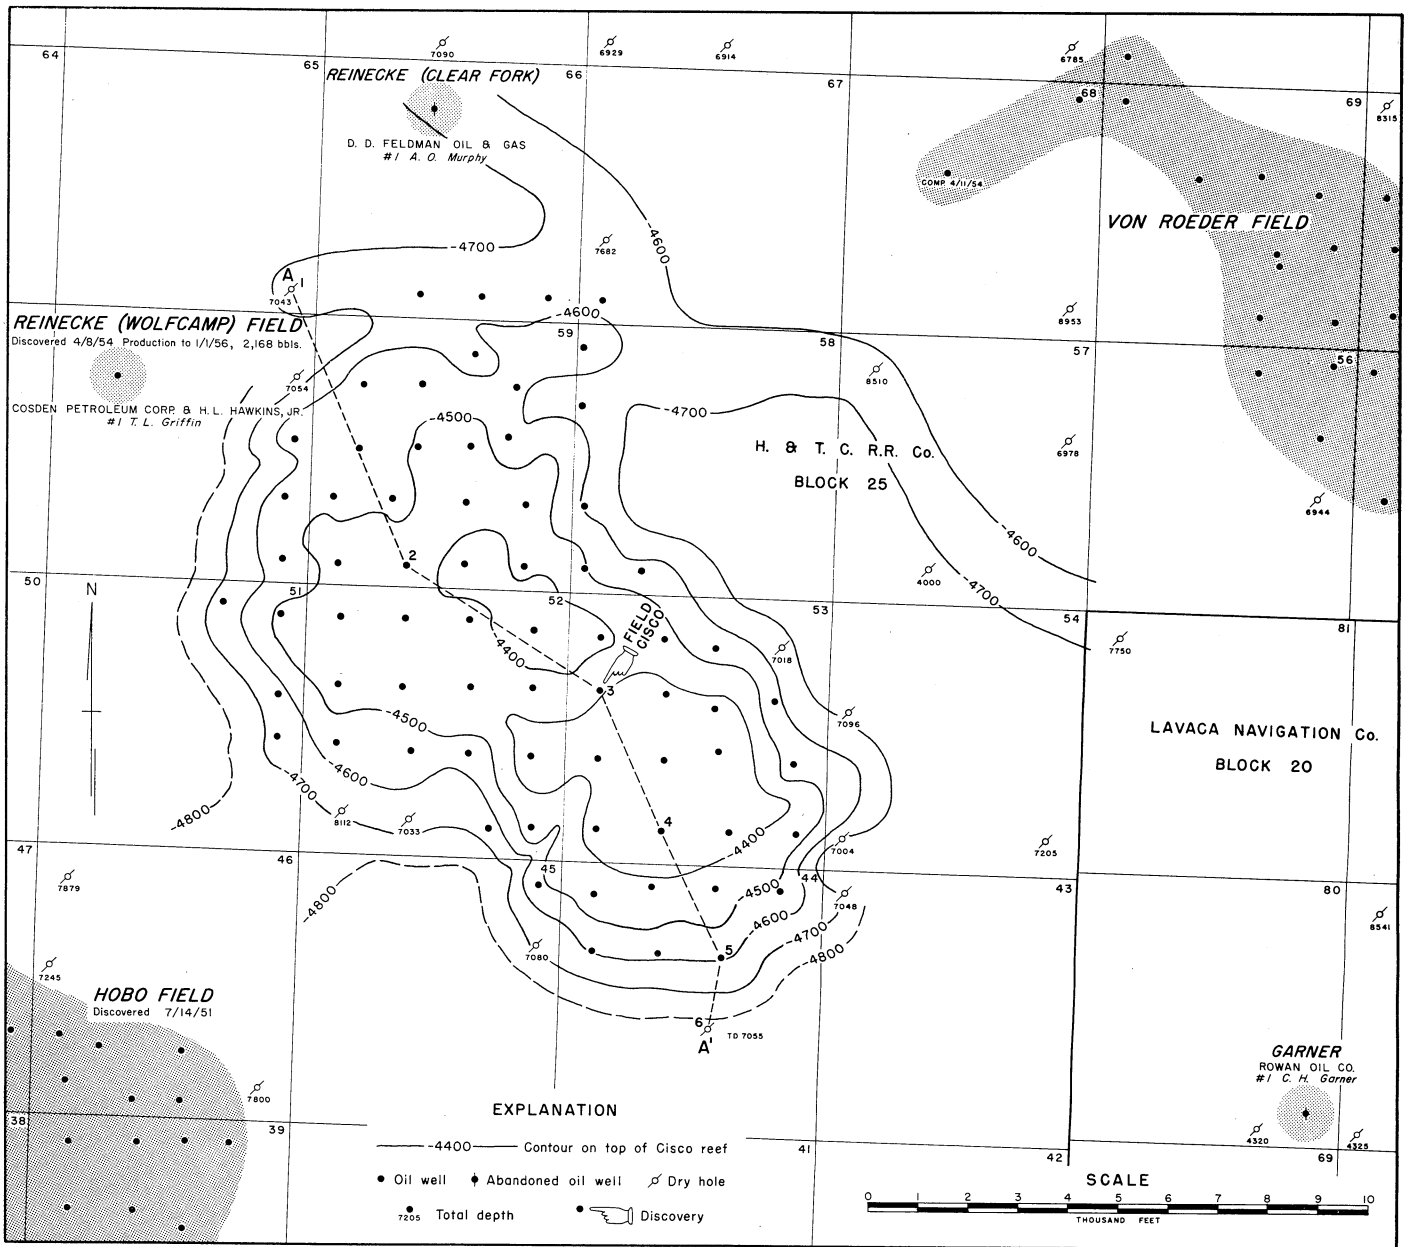 64
65
66
67
68
69
7090
6929
6914
6785
8315
REINECKE (CLEAR FORK)
D. D. FELDMAN OIL & GAS
#1 A. O. Murphy
COMP. 4/11/54
VON ROEDER FIELD
-4700
-4600
7682
A
1
7043
8953
REINECKE (WOLFCAMP) FIELD
Discovered 4/8/54 Production to 1/1/56, 2,168 bbls.
-4600
59
58
57
56
7054
8510
COSDEN PETROLEUM CORP. & H. L. HAWKINS, JR.
#1 T. L. Griffin
-4500
-4700
H. & T. C. R.R. Co.
BLOCK 25
6978
6944
-4600
2
50
51
52
53
54
81
4000
-4700
N
FIELD
CISCO
-4400
7018
7750
3
7096
-4500
LAVACA NAVIGATION Co.
BLOCK 20
-4600
-4700
-4800
8112
7033
4
-4400
7004
7205
47
46
45
44
43
80
7879
-4800
-4500
7048
-4600
-4700
-4800
8541
7080
5
7245
HOBO FIELD
Discovered 7/14/51
6
TD 7055
A'
GARNER
ROWAN OIL CO.
#1 C. H. Garner
7800
38
39
41
42
69
4320
4325
EXPLANATION
-4400 Contour on top of Cisco reef
Oil well Abandoned oil well Dry hole
7205 Total depth Discovery
SCALE
0 1 2 3 4 5 6 7 8 9 10
THOUSAND FEET